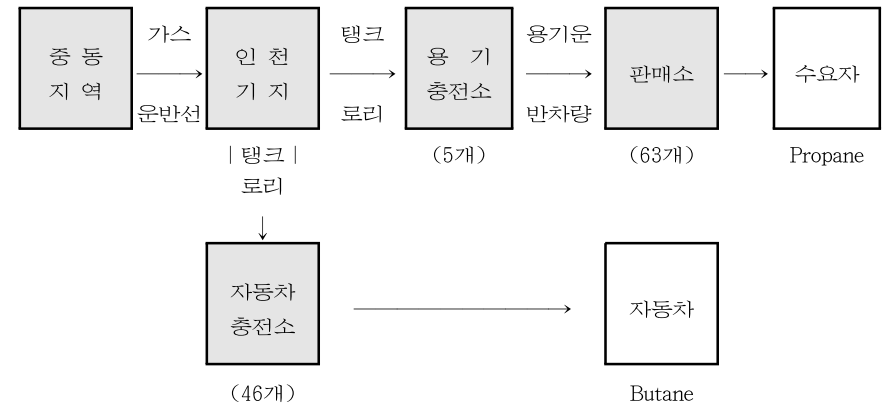 가스
탱크
용기운
중 동
지 역
인 천
기 지
용 기
충전소
판매소
수요자
운반선
로리
반차량
| 탱크 |
로리
(5개)
(63개)
Propane
자동차
충전소
자동차
(46개)
Butane